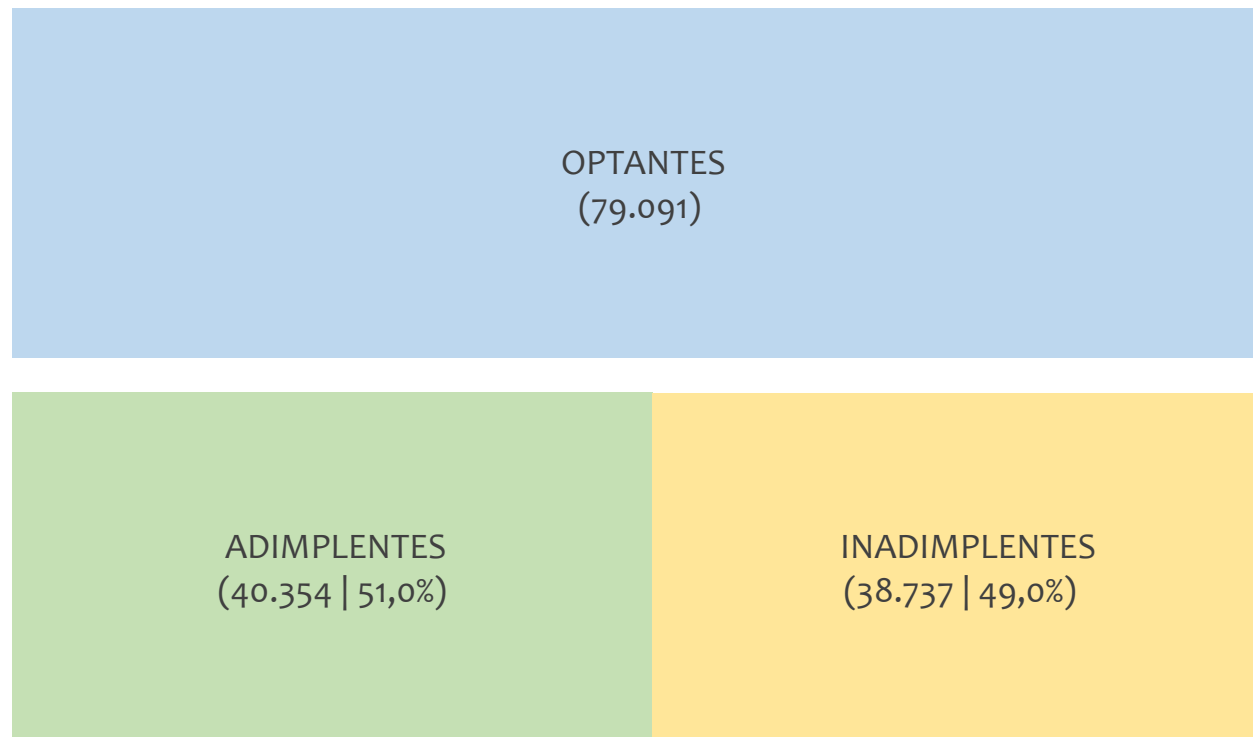 OPTANTES
(79.091)
ADIMPLENTES
(40.354 | 51,0%)
INADIMPLENTES
(38.737 | 49,0%)